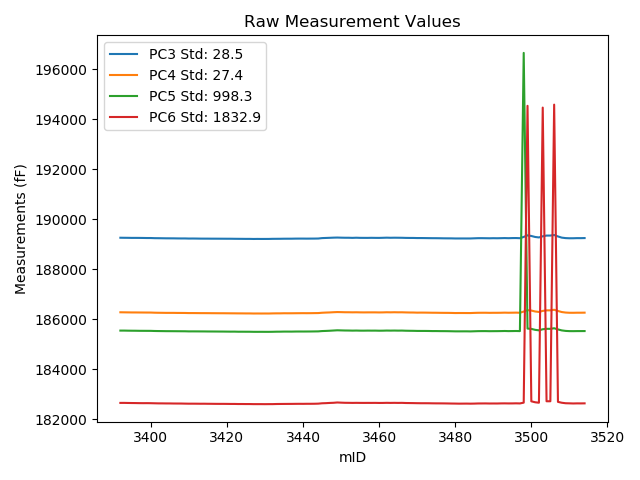 Raw Measurement Values
PC3 Std: 28.5
PC4 Std: 27.4
PC5 Std: 998.3
PC6 Std: 1832.9
Measurements (fF)
196000
194000
192000
190000
188000
186000
184000
182000
3400 3420 3440 3460 3480 3500 3520
mID